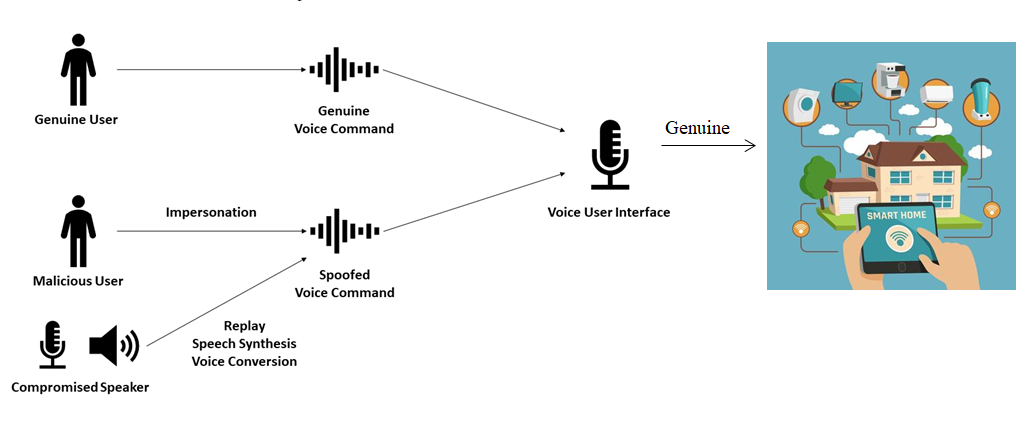 Genuine User
Genuine
Voice Command
Genuine
Voice User Interface
SMART HOME
Impersonation
Malicious User
Spoofed
Voice Command
Replay
Speech Synthesis
Voice Conversion
Compromised Speaker